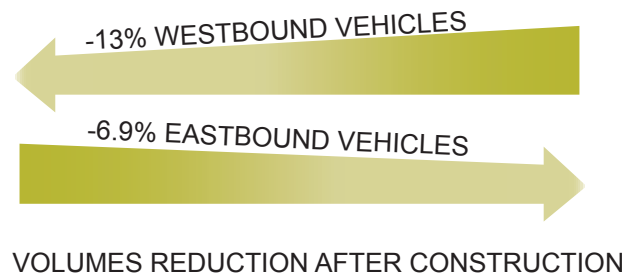 -13% WESTBOUND VEHICLES
-6.9% EASTBOUND VEHICLES
VOLUMES REDUCTION AFTER CONSTRUCTION